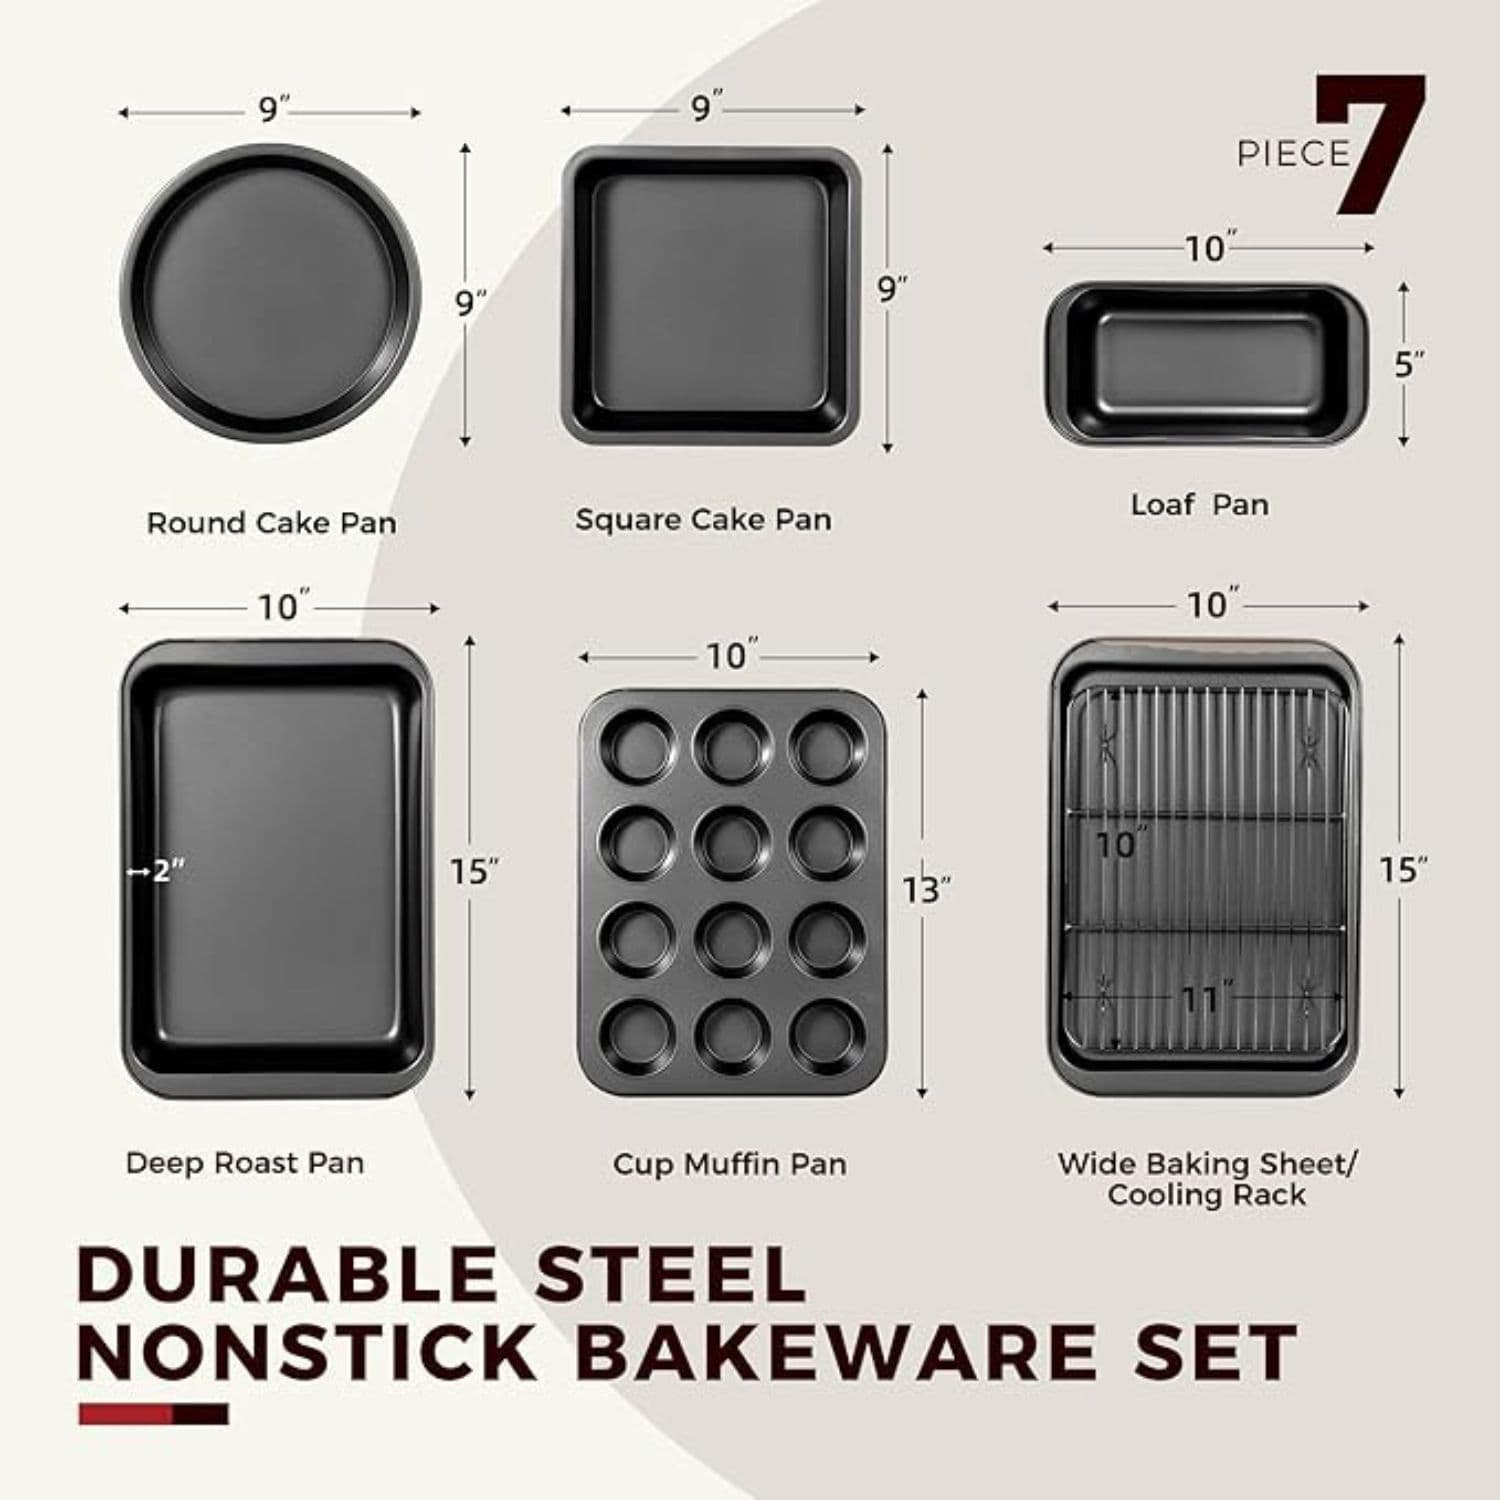 9″
9″
PIECE 7
10″
9″
9″
5″
Round Cake Pan
Square Cake Pan
Loaf Pan
10″
10″
10″
2″
15″
13″
10″
15″
11″
Deep Roast Pan
Cup Muffin Pan
Wide Baking Sheet/
Cooling Rack
DURABLE STEEL
NONSTICK BAKEWARE SET